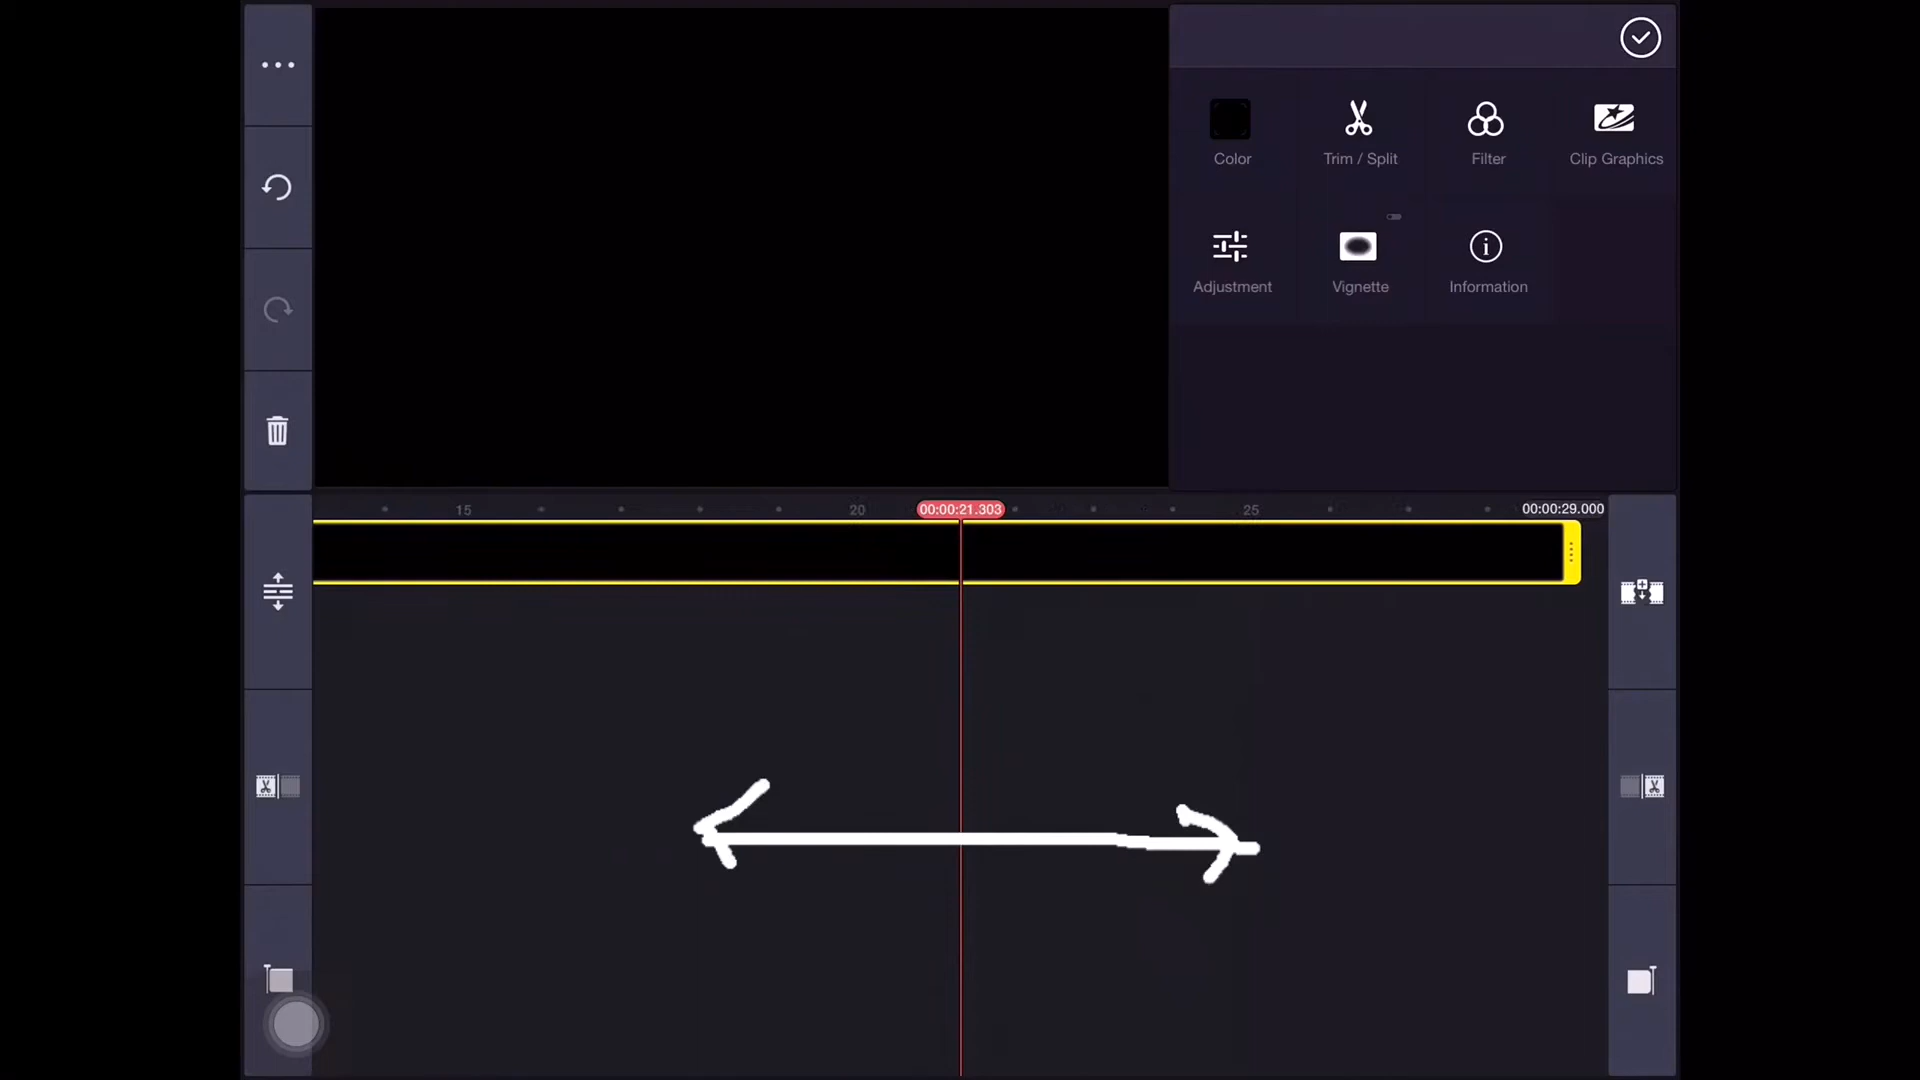 Color
Trim / Split
Filter
Clip Graphics
Adjustment
Vignette
Information
15
20
00:00:21.303
25
00:00:29.000